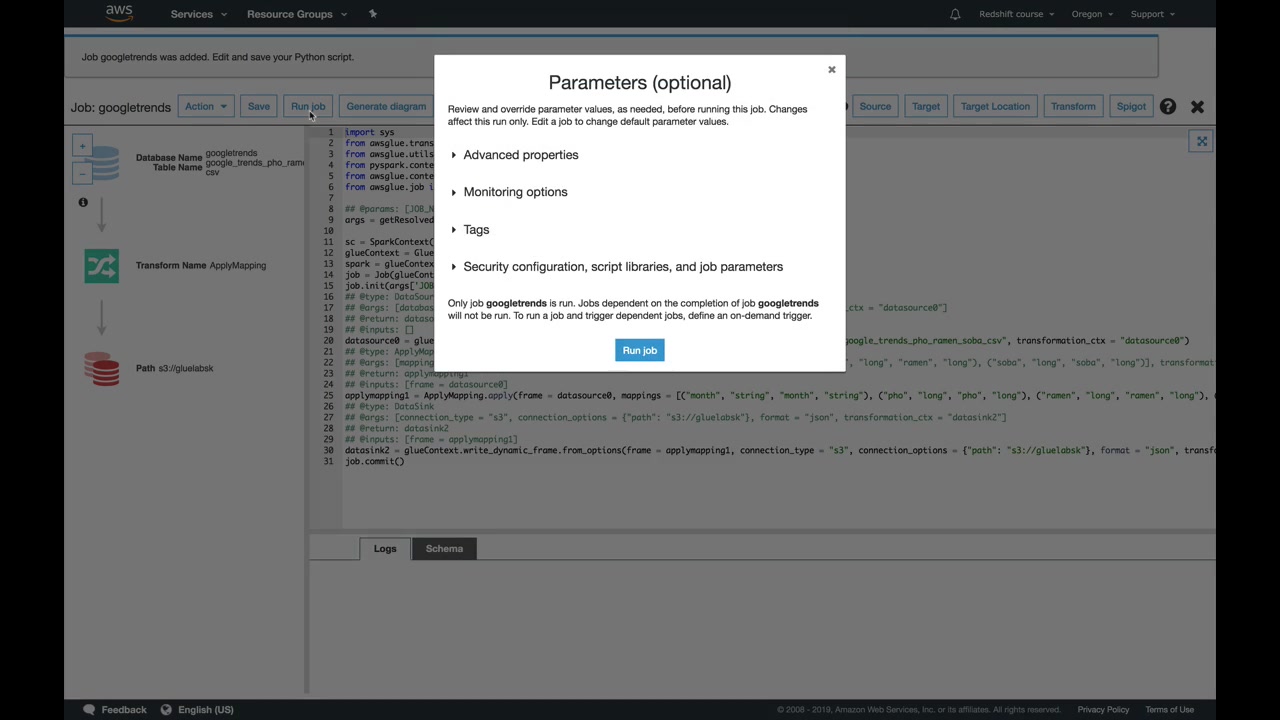 aws
Services
Resource Groups
Redshift course
Oregon
Support
Job googletrends was added. Edit and save your Python script.
Job: googletrends
Action
Save
Run job
Generate diagram
Source
Target
Target Location
Transform
Spigot
Parameters (optional)
Review and override parameter values, as needed, before running this job. Changes
affect this run only. Edit a job to change default parameter values.
Advanced properties
Monitoring options
Tags
Security configuration, script libraries, and job parameters
Only job googletrends is run. Jobs dependent on the completion of job googletrends
will not be run. To run a job and trigger dependent jobs, define an on-demand trigger.
Run job
Database Name googletrends
Table Name google_trends_pho_rame
csv
Transform Name ApplyMapping
Path s3://gluelabsk
1 import sys
2 from awsglue.trans
3 from awsglue.utils
4 from pyspark.conte
5 from awsglue.conte
6 from awsglue.job i
7
8 ## @params: [JOB_N
9 args = getResolved
10
11 sc = SparkContext(
12 glueContext = Glue
13 spark = glueContex
14 job = Job(glueCont
15 job.init(args['JOB
16 ## @type: DataSour
17 ## @args: [databas ctx = "datasource0"]
18 ## @return: dataso
19 ## @inputs: []
20 datasource0 = glue google_trends_pho_ramen_soba_csv", transformation_ctx = "datasource0")
21 ## @type: ApplyMap
22 ## @args: [mapping , "long", "ramen", "long"), ("soba", "long", "soba", "long")], transformat
23 ## @return: applymapping1
24 ## @inputs: [frame = datasource0]
25 applymapping1 = ApplyMapping.apply(frame = datasource0, mappings = [("month", "string", "month", "string"), ("pho", "long", "pho", "long"), ("ramen", "long", "ramen", "long"),
26 ## @type: DataSink
27 ## @args: [connection_type = "s3", connection_options = {"path": "s3://gluelabsk"}, format = "json", transformation_ctx = "datasink2"]
28 ## @return: datasink2
29 ## @inputs: [frame = applymapping1]
30 datasink2 = glueContext.write_dynamic_frame.from_options(frame = applymapping1, connection_type = "s3", connection_options = {"path": "s3://gluelabsk"}, format = "json", transfo
31 job.commit()
Logs
Schema
Feedback
English (US)
© 2008 - 2019, Amazon Web Services, Inc. or its affiliates. All rights reserved.
Privacy Policy
Terms of Use